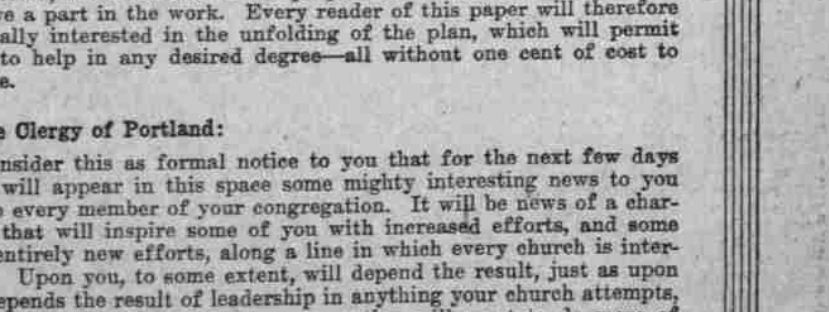 e a part in the work. Every reader of this paper will therefore
ally interested in the unfolding of the plan, which will permit
to help in any desired degree—all without one cent of cost to
e.
e Clergy of Portland:
nsider this as formal notice to you that for the next few days
will appear in this space some mighty interesting news to you
every member of your congregation. It will be news of a char-
that will inspire some of you with increased efforts, and some
entirely new efforts, along a line in which every church is inter-
Upon you, to some extent, will depend the result, just as upon
epends the result of leadership in anything your church attempts,